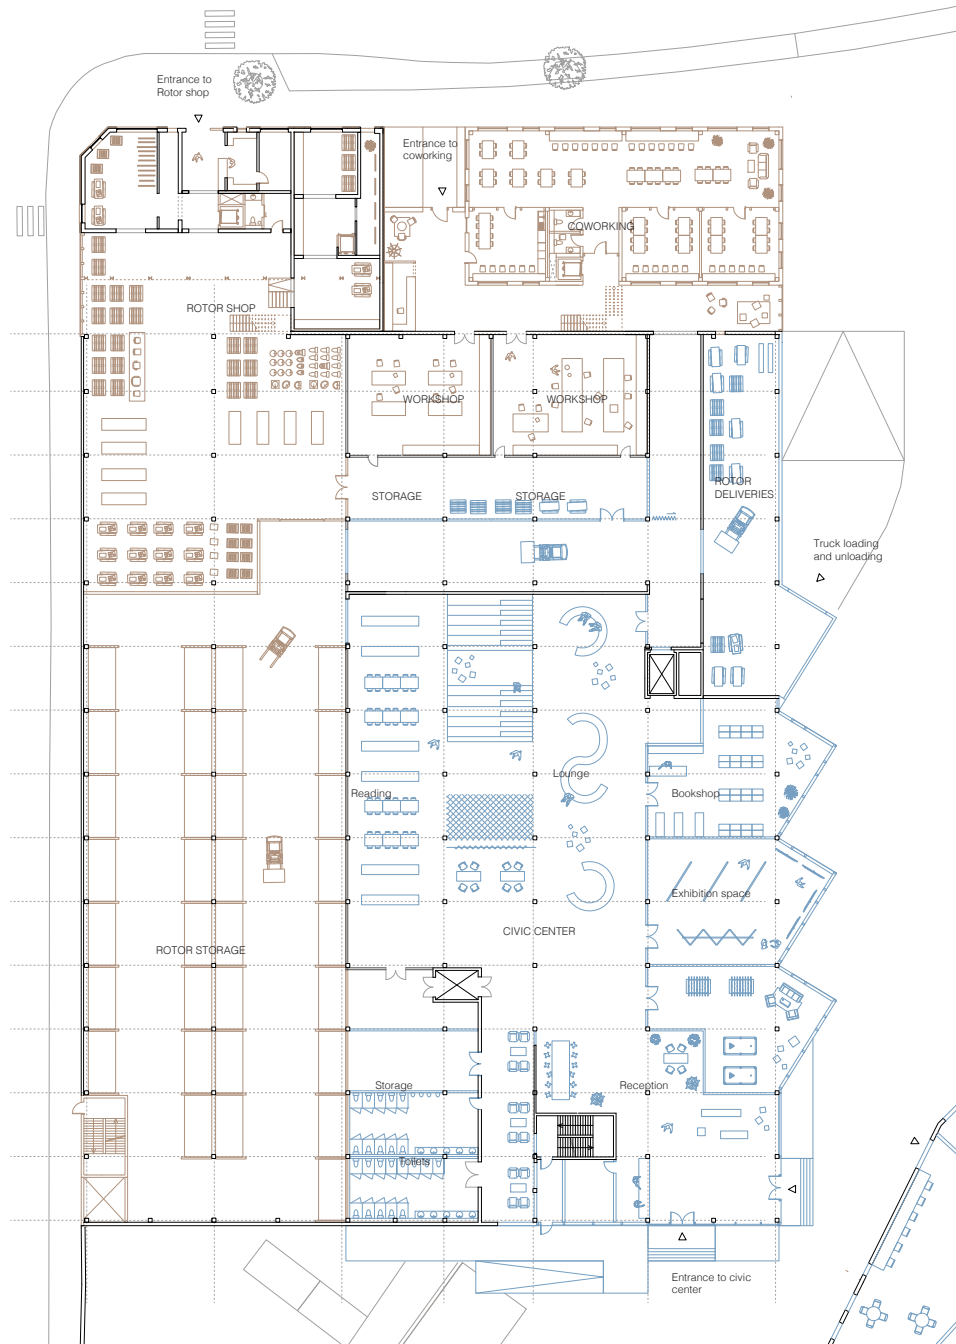 Entrance to
Rotor shop
Entrance to
coworking
COWORKING
ROTOR SHOP
WORKSHOP
WORKSHOP
STORAGE
STORAGE
ROTOR
DELIVERIES
Truck loading
and unloading
Reading
Lounge
Bookshop
Exhibition space
CIVIC CENTER
ROTOR STORAGE
Storage
Reception
Toilets
Entrance to civic
center